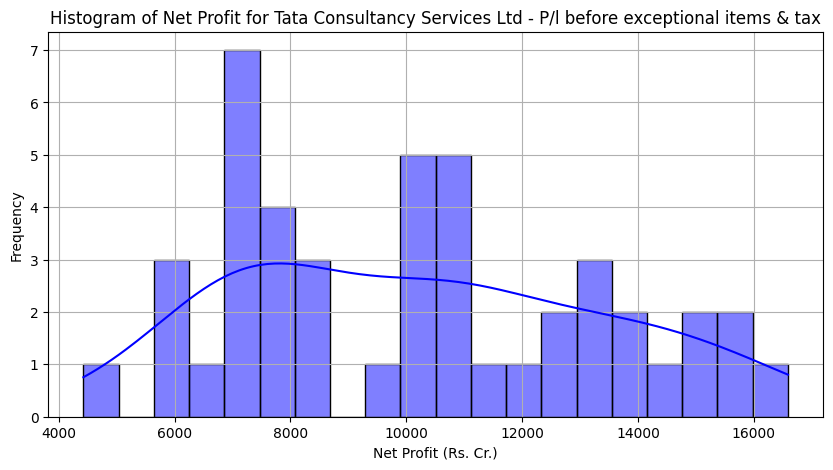 Histogram of Net Profit for Tata Consultancy Services Ltd - P/l before exceptional items & tax
7
6
5
4
3
2
1
0
Frequency
4000 6000 8000 10000 12000 14000 16000
Net Profit (Rs. Cr.)